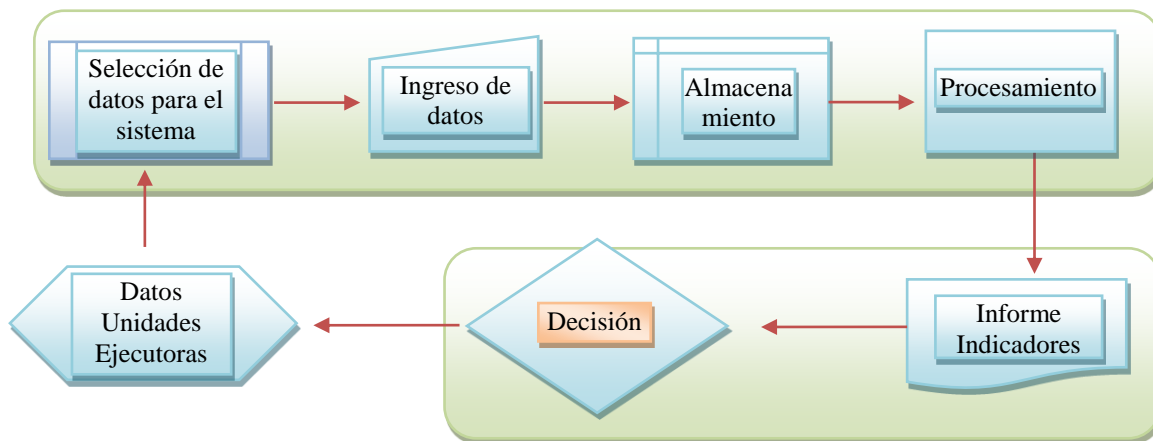 Selección de
datos para el
sistema
Ingreso de
datos
Almacena
miento
Procesamiento
Datos
Unidades
Ejecutoras
Decisión
Informe
Indicadores